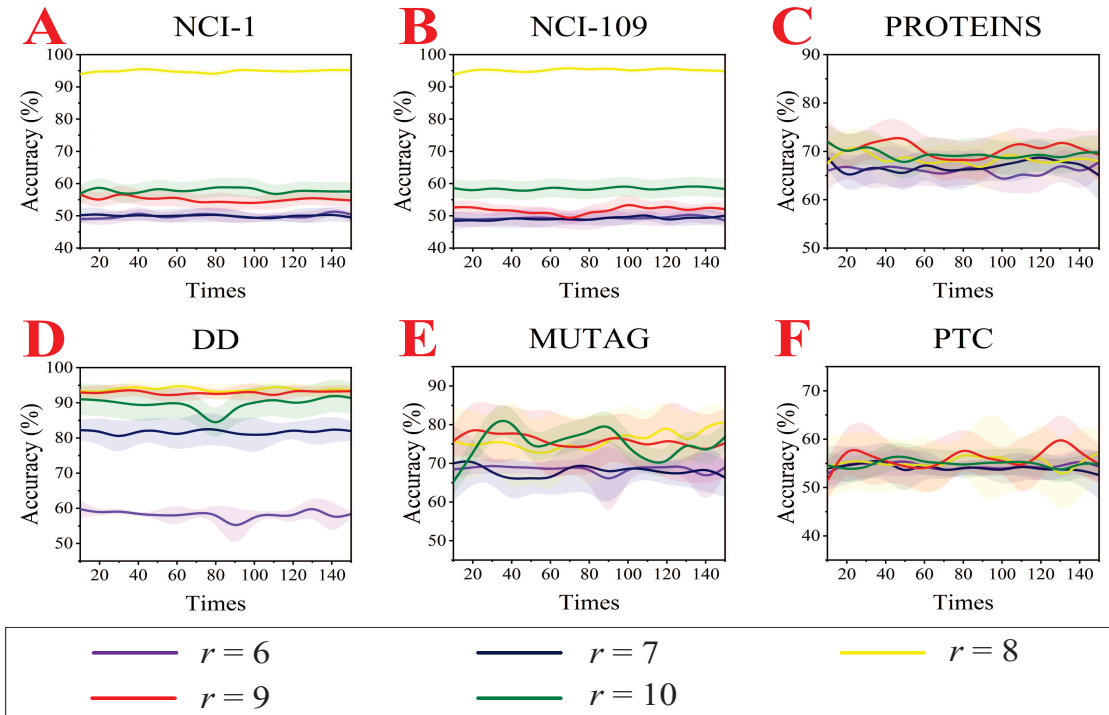 A NCI-1
B NCI-109
C PROTEINS
Accuracy (%)
100
90
80
70
60
50
40
20 40 60 80 100 120 140
Times
Accuracy (%)
100
90
80
70
60
50
40
20 40 60 80 100 120 140
Times
Accuracy (%)
90
80
70
60
50
20 40 60 80 100 120 140
Times
D DD
E MUTAG
F PTC
Accuracy (%)
100
90
80
70
60
50
20 40 60 80 100 120 140
Times
Accuracy (%)
90
80
70
60
50
20 40 60 80 100 120 140
Times
Accuracy (%)
70
60
50
40
20 40 60 80 100 120 140
Times
r = 6
r = 7
r = 8
r = 9
r = 10